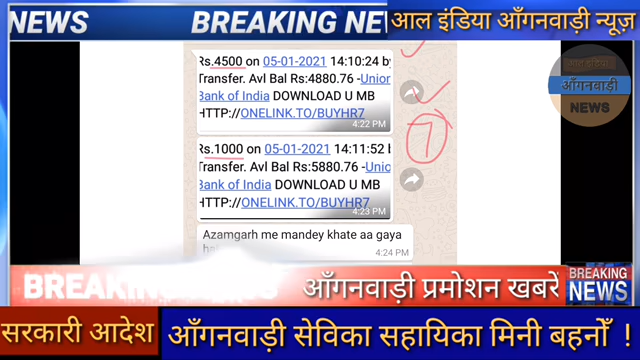 NEWS
BREAKING NEWS
आल इंडिया आँगनवाड़ी न्यूज़
आल इंडिया
आँगनवाड़ी
NEWS
Rs.4500 on 05-01-2021 14:10:24 b
Transfer. Avl Bal Rs:4880.76 -Union
Bank of India DOWNLOAD U MB
HTTP://ONELINK.TO/BUYHR7
4:22 PM
7
Rs.1000 on 05-01-2021 14:11:52 b
Transfer. Avl Bal Rs:5880.76 -Unio
Bank of India DOWNLOAD U MB
HTTP://ONELINK.TO/BUYHR7
4:23 PM
Azamgarh me mandey khate aa gaya
4:24 PM
BREAKING
आँगनवाड़ी प्रमोशन खबरें
BREAKING
NEWS
सरकारी आदेश
आँगनवाड़ी सेविका सहायिका मिनी बहनोँ !